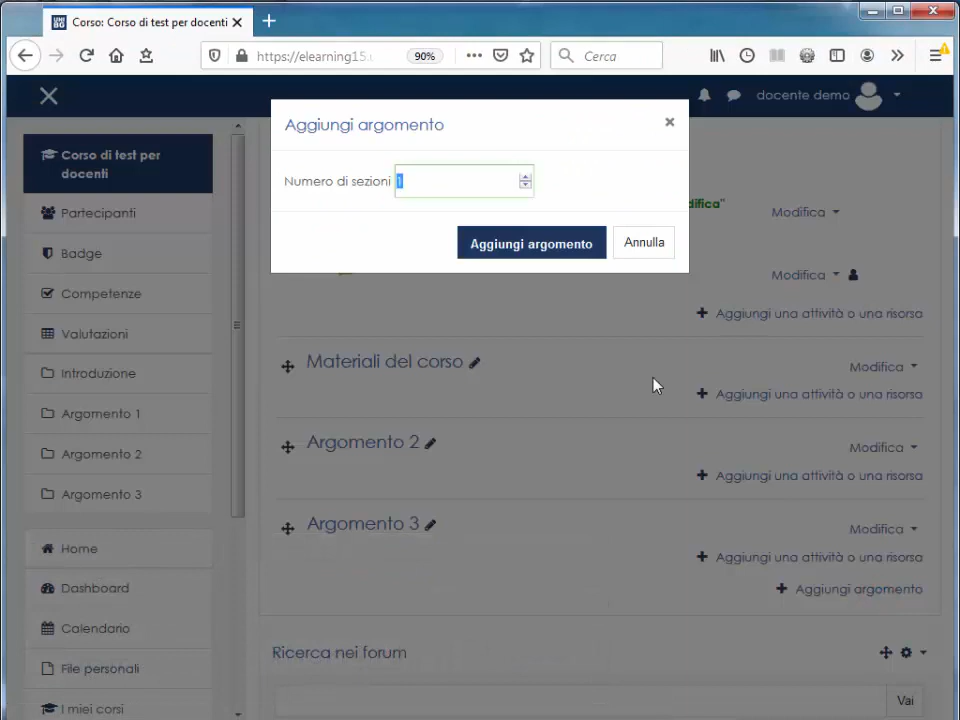 UNI BG
Corso: Corso di test per docenti
https://elearning15.u
90%
Cerca
docente demo
Aggiungi argomento
Numero di sezioni 1
Aggiungi argomento
Annulla
Corso di test per
docenti
Partecipanti
Badge
Competenze
Valutazioni
Introduzione
Argomento 1
Argomento 2
Argomento 3
Home
Dashboard
Calendario
File personali
I miei corsi
difica"
Modifica
Modifica
Aggiungi una attività o una risorsa
Materiali del corso
Modifica
Aggiungi una attività o una risorsa
Argomento 2
Modifica
Aggiungi una attività o una risorsa
Argomento 3
Modifica
Aggiungi una attività o una risorsa
Aggiungi argomento
Ricerca nei forum
Vai